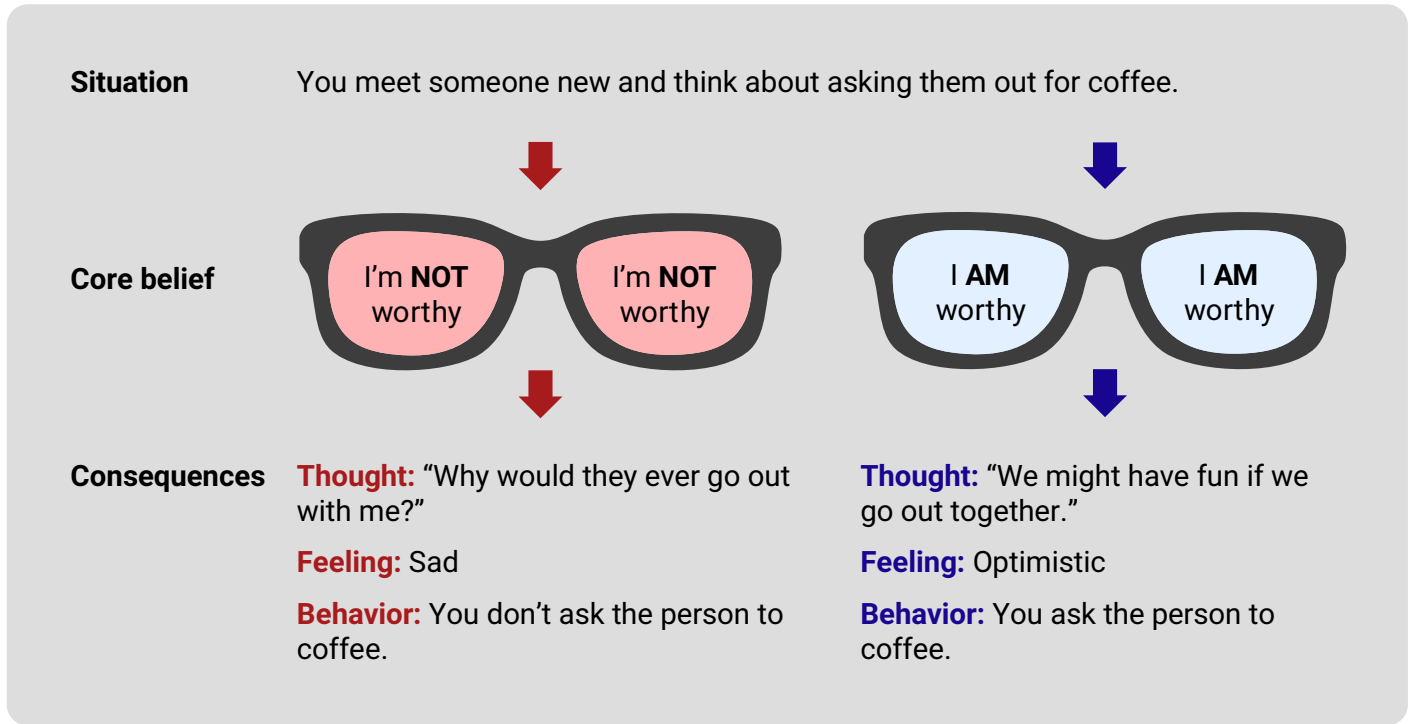 Situation You meet someone new and think about asking them out for coffee.
Core belief
I’m NOT
worthy
I’m NOT
worthy
I AM
worthy
I AM
worthy
Consequences
Thought: “Why would they ever go out
with me?”
Feeling: Sad
Behavior: You don’t ask the person to
coffee.
Thought: “We might have fun if we
go out together.”
Feeling: Optimistic
Behavior: You ask the person to
coffee.